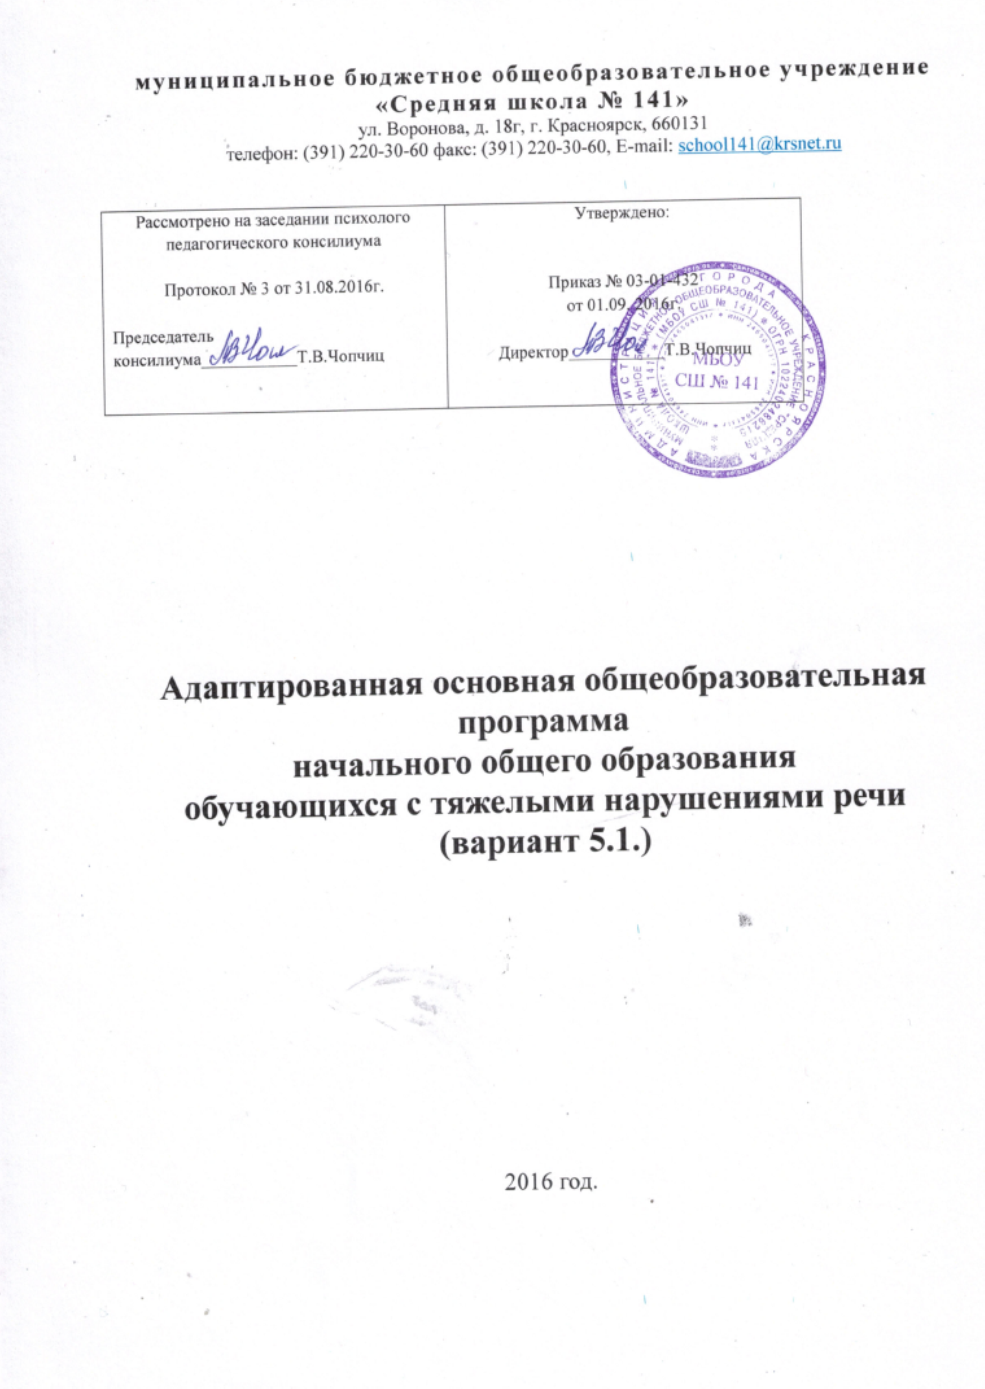 муниципальное бюджетное общеобразовательное учреждение
«Средняя школа № 141»
ул. Воронова, д. 18г, г. Красноярск, 660131
телефон: (391) 220-30-60 факс: (391) 220-30-60, E-mail: school141@krsnet.ru
Рассмотрено на заседании психолого
педагогического консилиума
Протокол № 3 от 31.08.2016г.
Председатель
консилиума Т.В.Чопчиц
Утверждено:
Приказ № 03-01-432
от 01.09. 2016г.
Директор Т.В.Чопчиц
МБОУ
СШ № 141
Адаптированная основная общеобразовательная
программа
начального общего образования
обучающихся с тяжелыми нарушениями речи
(вариант 5.1.)
2016 год.